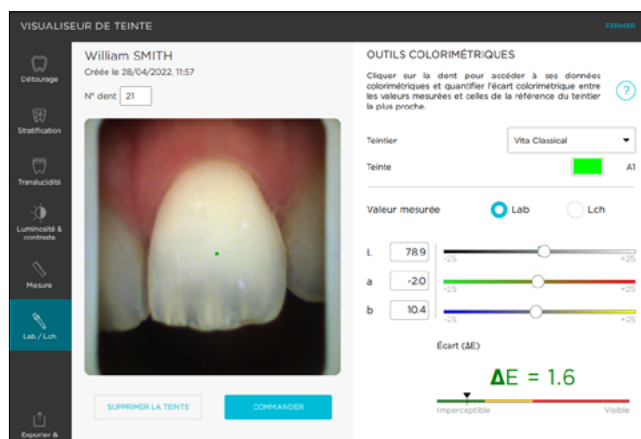 VISUALISEUR DE TEINTE
FERMER
Détourage
Stratification
Translucidité
Luminosité &
contraste
Mesure
Lab / Lch
Exporter &
William SMITH
Créée le 28/04/2022, 11:57
N° dent 21
SUPPRIMER LA TEINTE
COMMANDER
OUTILS COLORIMÉTRIQUES
Cliquer sur la dent pour accéder à ses données
colorimétriques et quantifier l'écart colorimétrique entre
les valeurs mesurées et celles de la référence du teintier
la plus proche.
?
Teintier Vita Classical
Teinte A1
Valeur mesurée Lab Lch
L 78.9 -25 +25
a -2.0 -25 +25
b 10.4 -25 +25
Écart (ΔE)
ΔE = 1.6
Imperceptible Visible